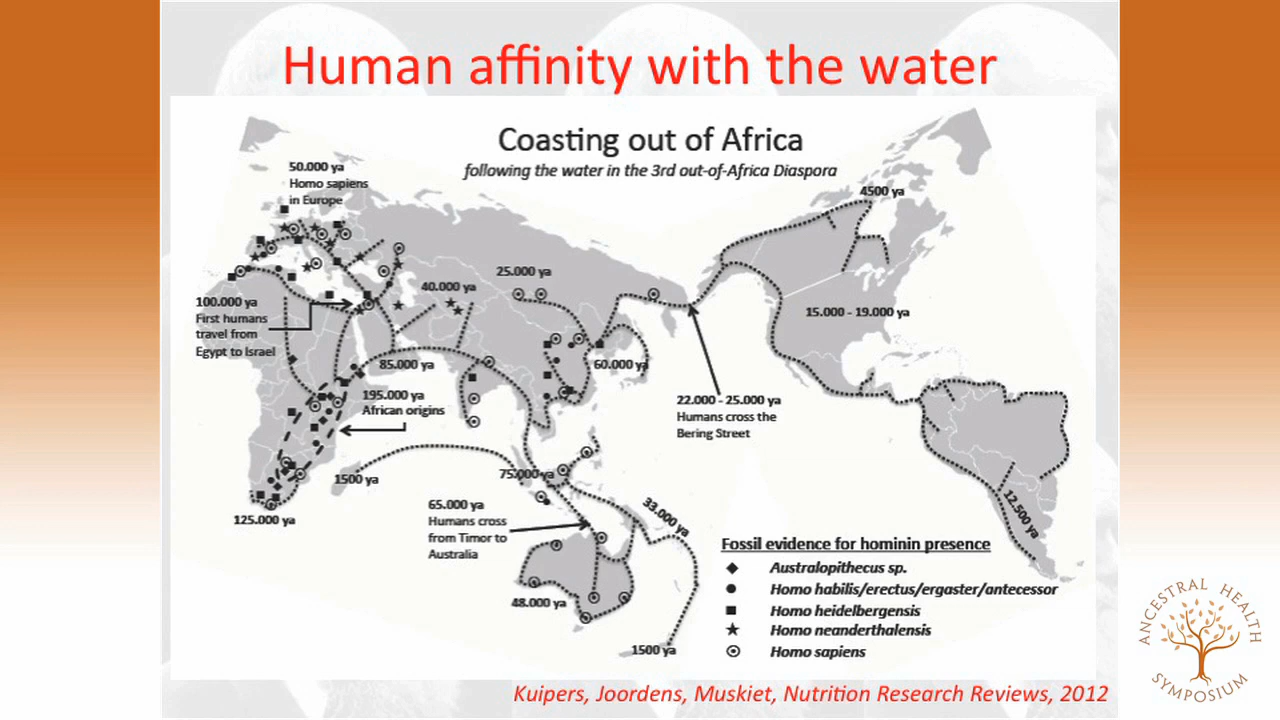 Human affinity with the water
Coasting out of Africa
following the water in the 3rd out-of-Africa Diaspora
50.000 ya
Homo sapiens
in Europe
4500 ya
25.000 ya
40.000 ya
100.000 ya
First humans
travel from
Egypt to Israel
15.000 - 19.000 ya
85.000 ya
60.000 ya
195.000 ya
African origins
22.000 - 25.000 ya
Humans cross the
Bering Street
1500 ya
75.000 ya
125.000 ya
65.000 ya
Humans cross
from Timor to
Australia
33.000 ya
12.500 ya
48.000 ya
1500 ya
Fossil evidence for hominin presence
Australopithecus sp.
Homo habilis/erectus/ergaster/antecessor
Homo heidelbergensis
Homo neanderthalensis
Homo sapiens
Kuipers, Joordens, Muskiet, Nutrition Research Reviews, 2012
ANCESTRAL HEALTH
SYMPOSIUM